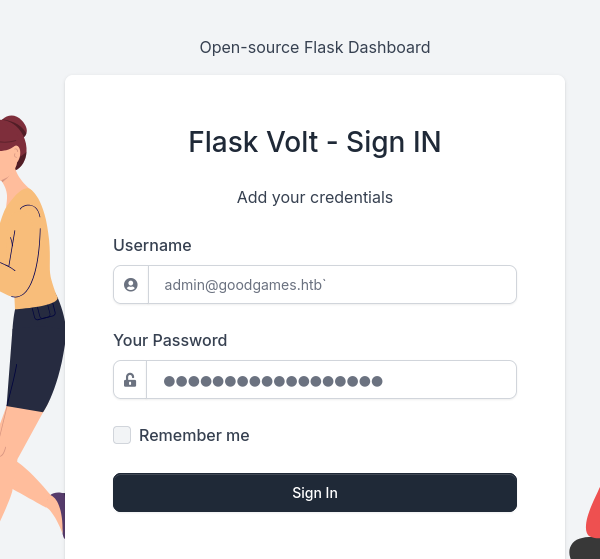 Open-source Flask Dashboard
Flask Volt - Sign IN
Add your credentials
Username
admin@goodgames.htb`
Your Password
●●●●●●●●●●●●●●●●●●
Remember me
Sign In